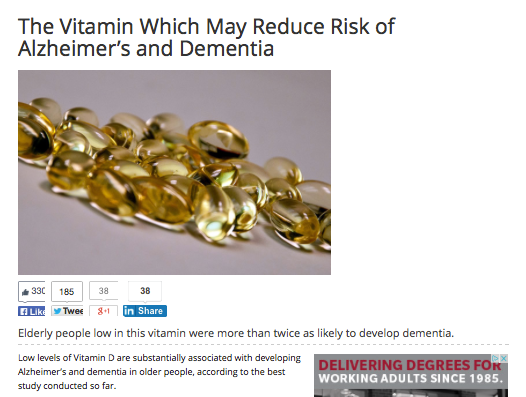 The Vitamin Which May Reduce Risk of
Alzheimer's and Dementia
330 185 38 38
Like Twee g+1 in Share
Elderly people low in this vitamin were more than twice as likely to develop dementia.
Low levels of Vitamin D are substantially associated with developing
Alzheimer's and dementia in older people, according to the best
study conducted so far.
DELIVERING DEGREES FOR
WORKING ADULTS SINCE 1985.